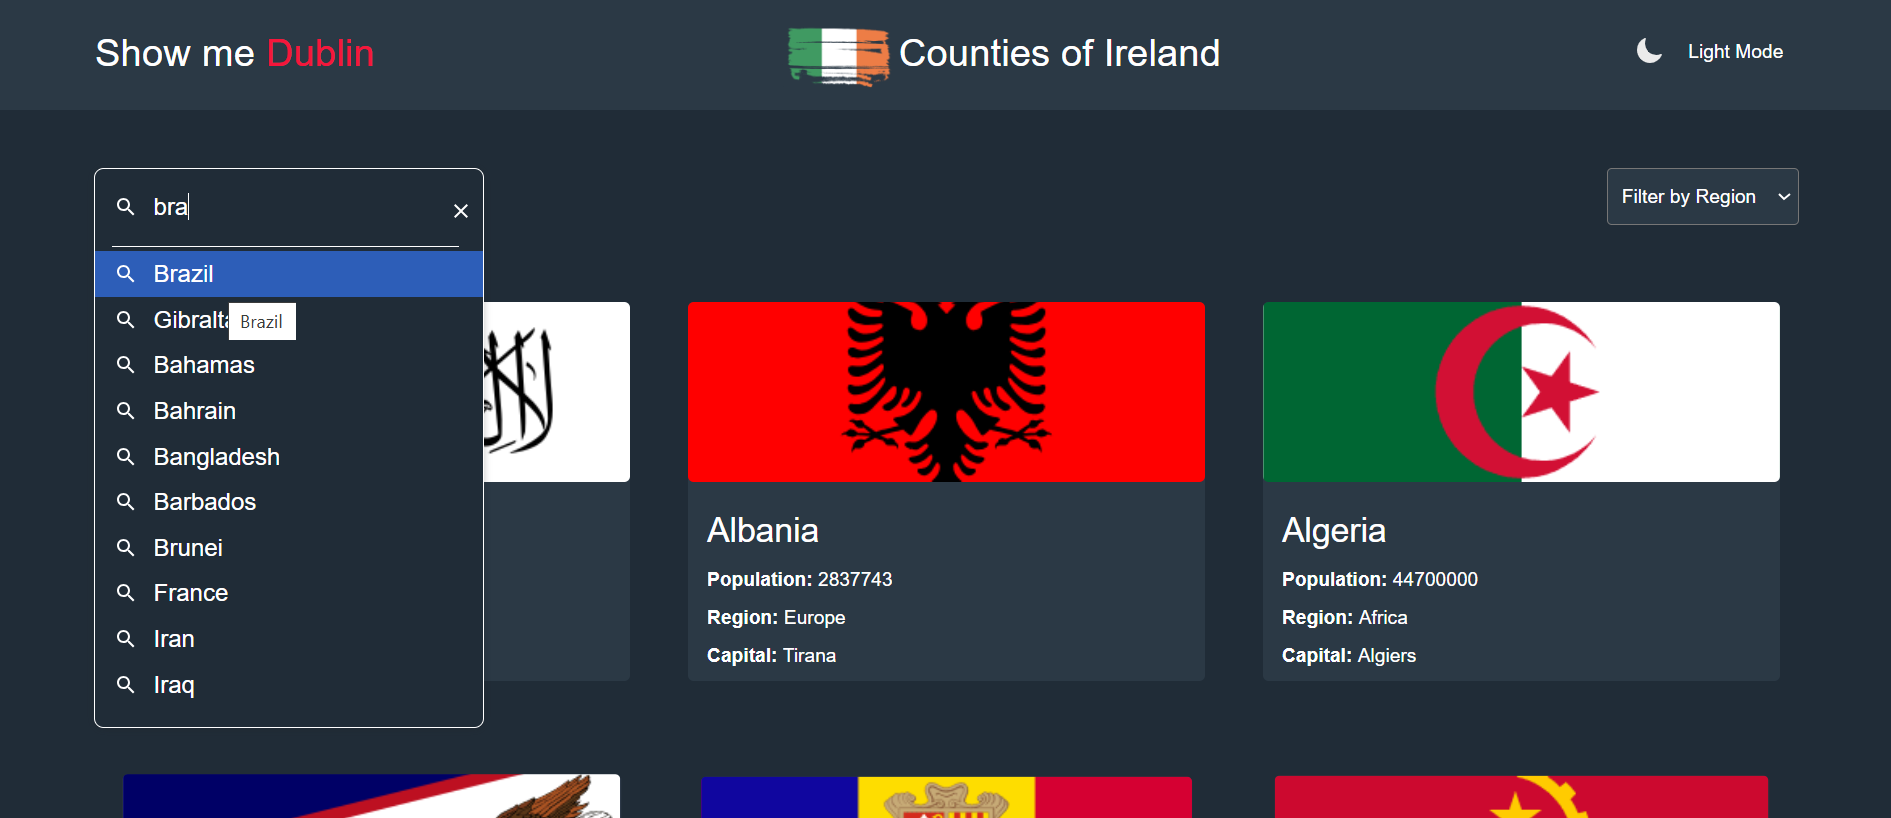 Show me Dublin
Counties of Ireland
Light Mode
bra
Filter by Region
Brazil
Brazil
Bahamas
Bahrain
Bangladesh
Barbados
Brunei
France
Iran
Iraq
Albania
Population: 2837743
Region: Europe
Capital: Tirana
Algeria
Population: 44700000
Region: Africa
Capital: Algiers